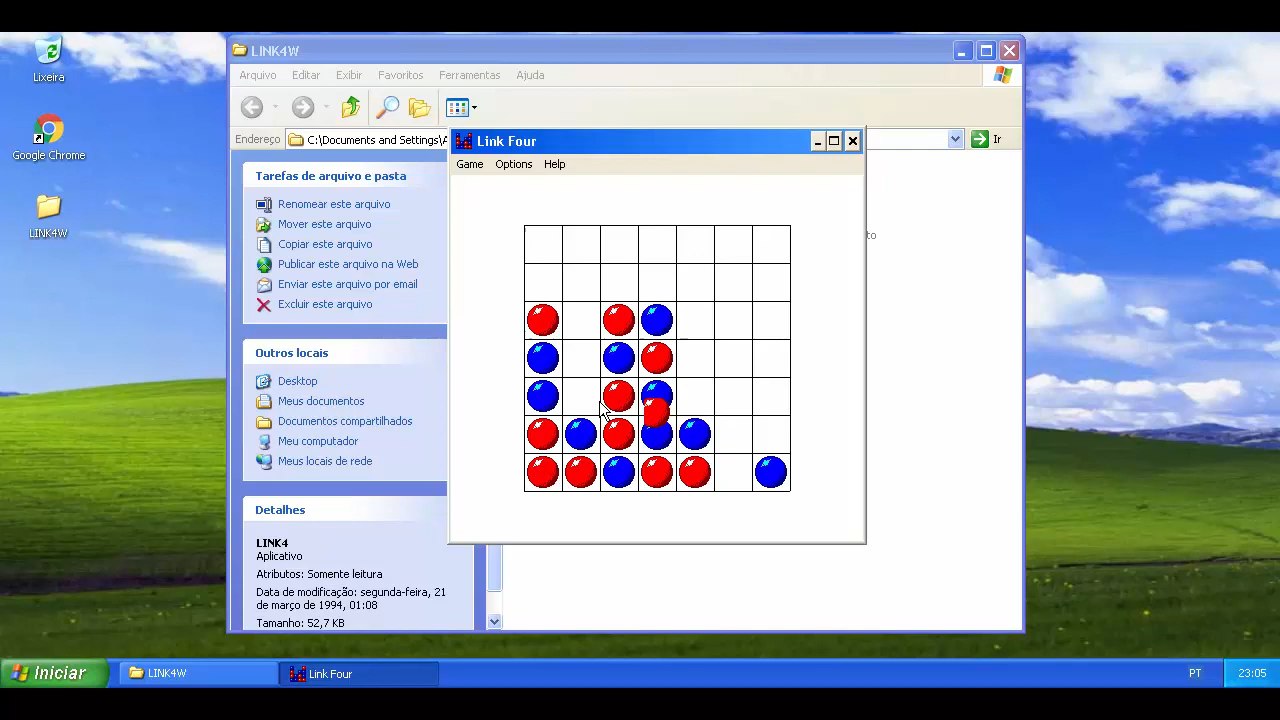 Lixeira
Google Chrome
LINK4W
LINK4W
Arquivo Editar Exibir Favoritos Ferramentas Ajuda
Endereço C:\Documents and Settings\A Ir
Tarefas de arquivo e pasta
Renomear este arquivo
Mover este arquivo
Copiar este arquivo
Publicar este arquivo na Web
Enviar este arquivo por email
Excluir este arquivo
Outros locais
Desktop
Meus documentos
Documentos compartilhados
Meu computador
Meus locais de rede
Detalhes
LINK4
Aplicativo
Atributos: Somente leitura
Data de modificação: segunda-feira, 21
de março de 1994, 01:08
Tamanho: 52,7 KB
Link Four
Game Options Help
to
Iniciar
LINK4W
Link Four
PT
23:05